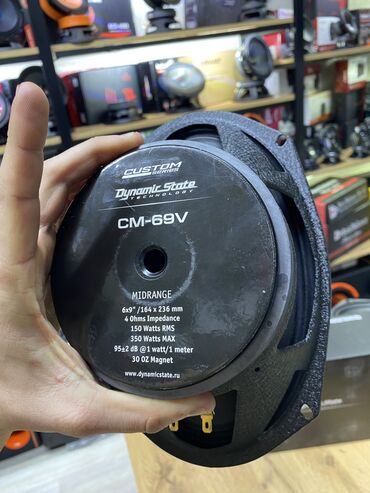 CUSTOM
SERIES
Dynamic State
TECHNOLOGY
CM-69V
MIDRANGE
6x9" /164 x 236 mm
4 Ohms Impedance
150 Watts RMS
350 Watts MAX
95±2 dB @1 watt/1 meter
30 OZ Magnet
www.dynamicstate.ru